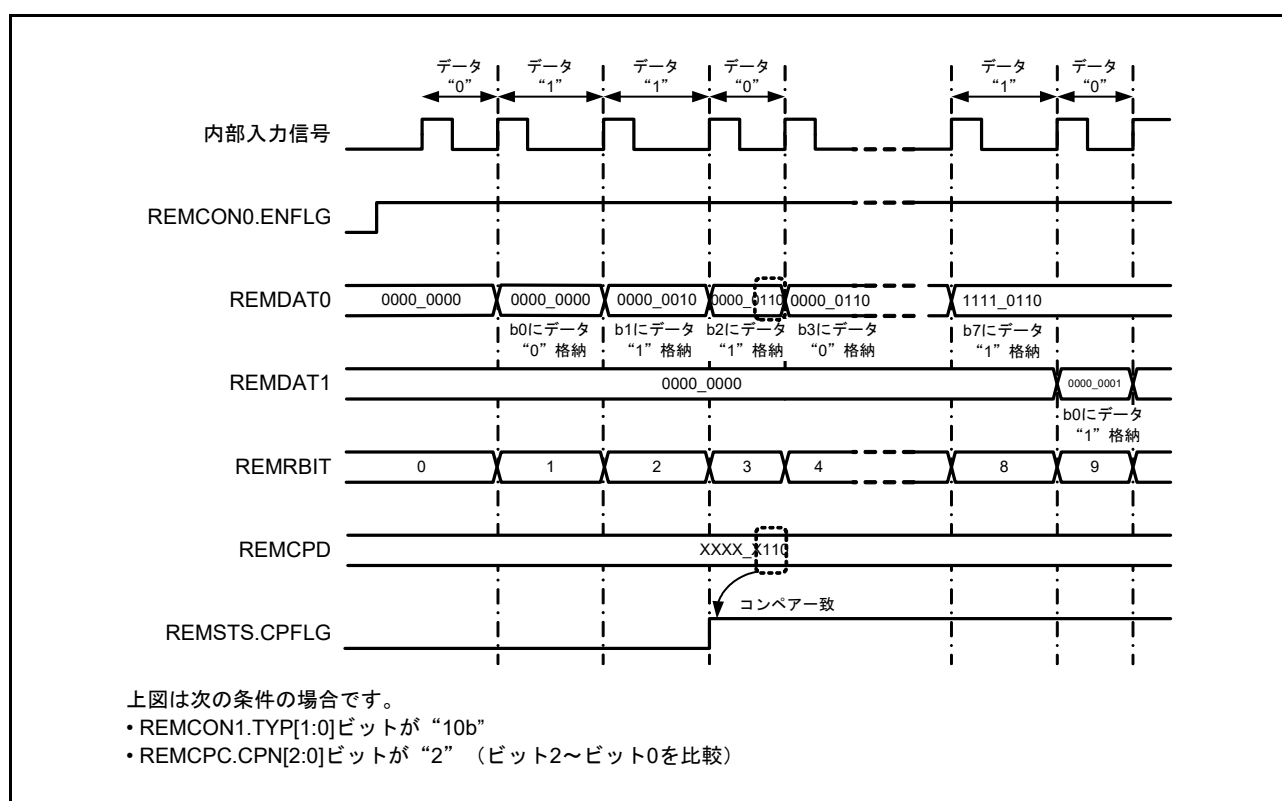 データ データ データ データ データ データ
“0” “1” “1” “0” “1” “0”
内部入力信号
REMCON0.ENFLG
REMDAT0 0000_0000 0000_0000 0000_0010 0000_0110 0000_0110 1111_0110
b0にデータ b1にデータ b2にデータ b3にデータ b7にデータ
“0” 格納 “1” 格納 “1” 格納 “0” 格納 “1” 格納
REMDAT1 0000_0000 0000_0001
b0にデータ
“1” 格納
REMRBIT 0 1 2 3 4 8 9
REMCPD XXXX_X110
コンペア一致
REMSTS.CPFLG
上図は次の条件の場合です。
• REMCON1.TYP[1:0]ビットが “10b”
• REMCPC.CPN[2:0]ビットが “2” （ビット2～ビット0を比較）